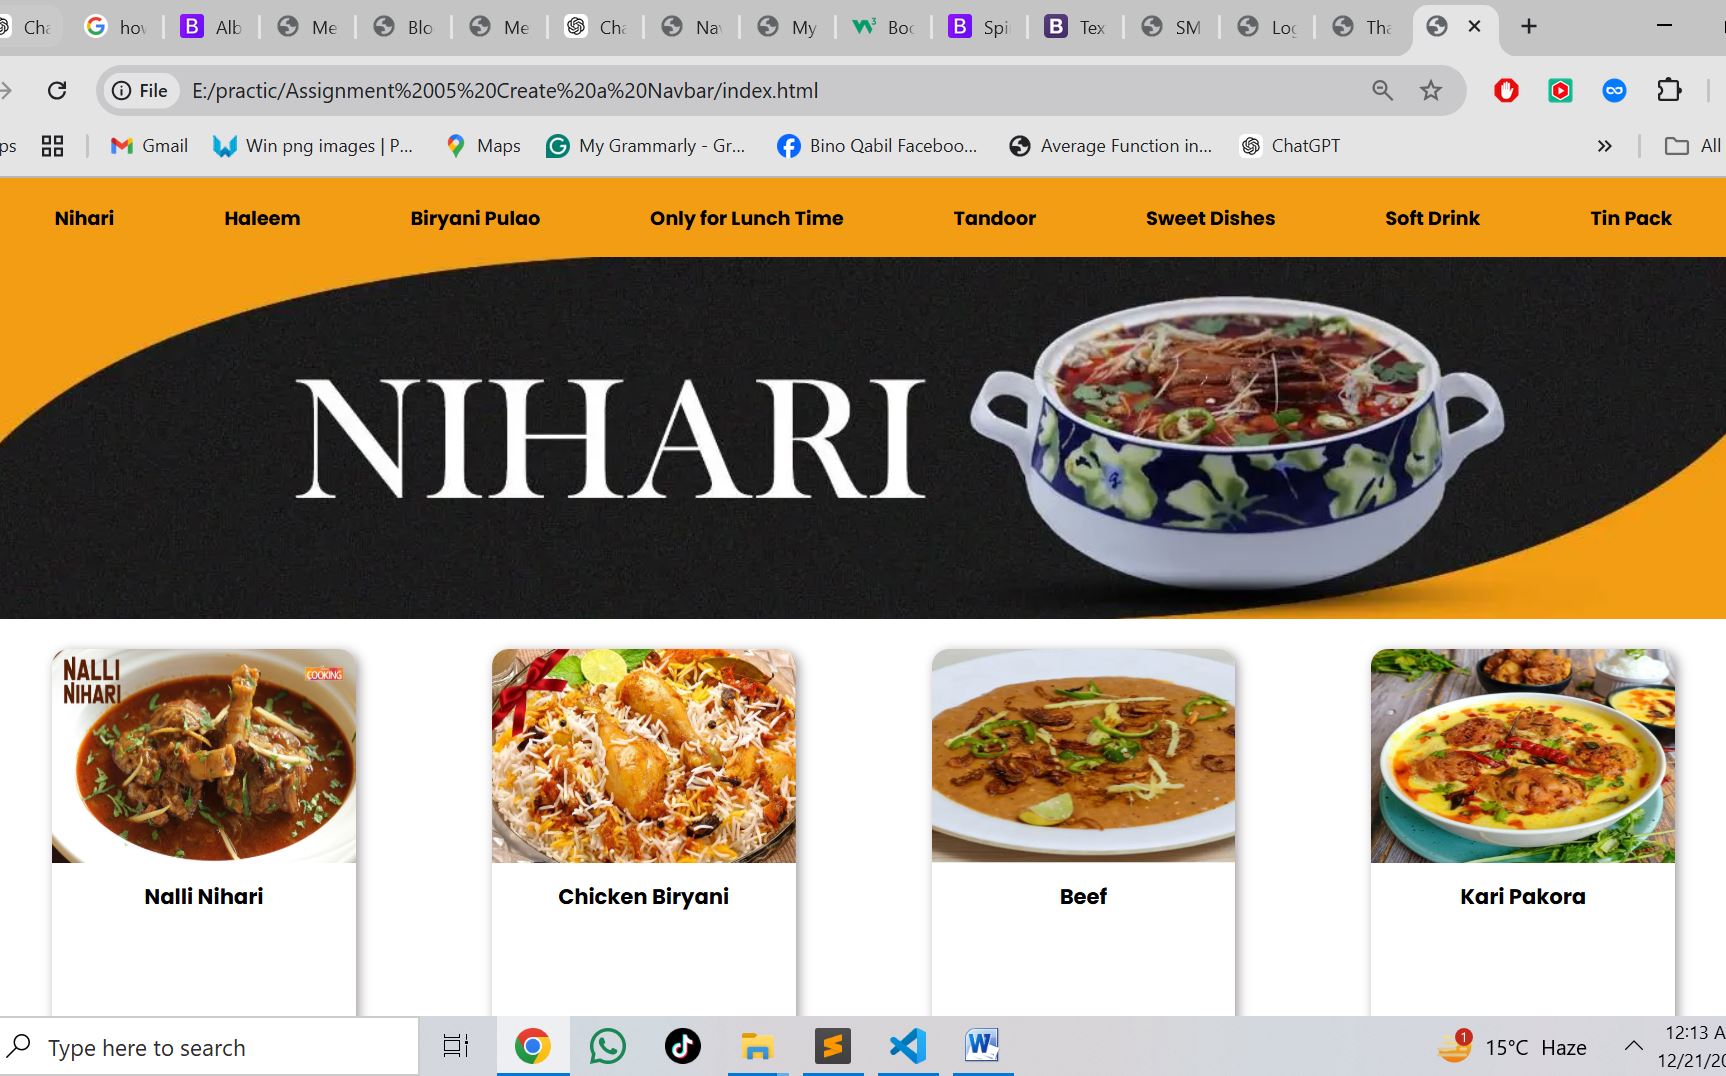 Cha
how
Alb
Me
Blo
Me
Cha
Nav
My
Boo
Spi
Tex
SM
Log
Tha
File
E:/practic/Assignment%2005%20Create%20a%20Navbar/index.html
ps
Gmail
Win png images | P...
Maps
My Grammarly - Gr...
Bino Qabil Faceboo...
Average Function in...
ChatGPT
»
All
Nihari Haleem Biryani Pulao Only for Lunch Time Tandoor Sweet Dishes Soft Drink Tin Pack
NIHARI
NALLI
NIHARI
COOKING
Nalli Nihari
Chicken Biryani
Beef
Kari Pakora
Type here to search
1
15°C Haze
12:13 A
12/21/20